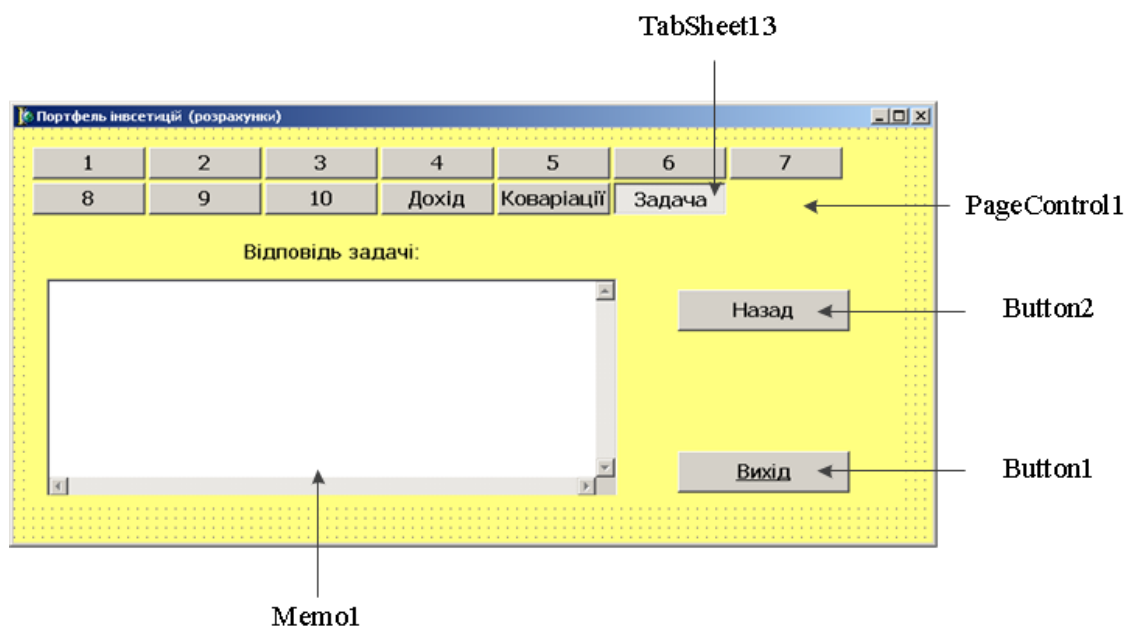 TabSheet13
Портфель інвсетицій (розрахунки)
1 2 3 4 5 6 7
8 9 10 Дохід Коваріації Задача
PageControl1
Відповідь задачі:
Назад
Button2
Вихід
Button1
Memo1